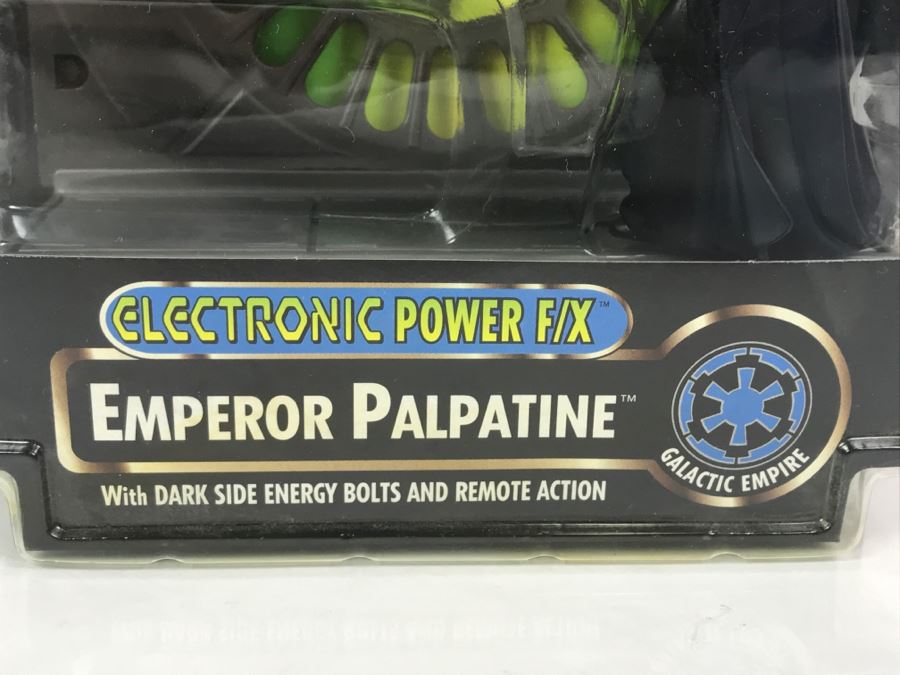 D
ELECTRONIC POWER F/X™
EMPEROR PALPATINE™
GALACTIC EMPIRE
With DARK SIDE ENERGY BOLTS AND REMOTE ACTION